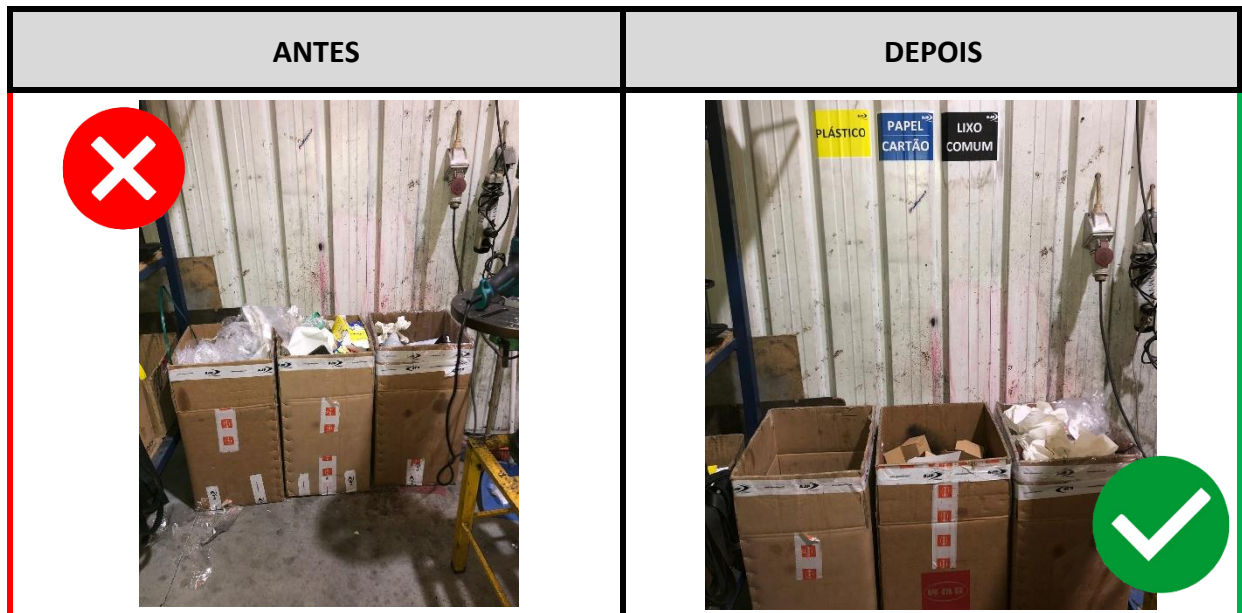 ANTES
DEPOIS
PLÁSTICO
PAPEL
CARTÃO
LIXO
COMUM